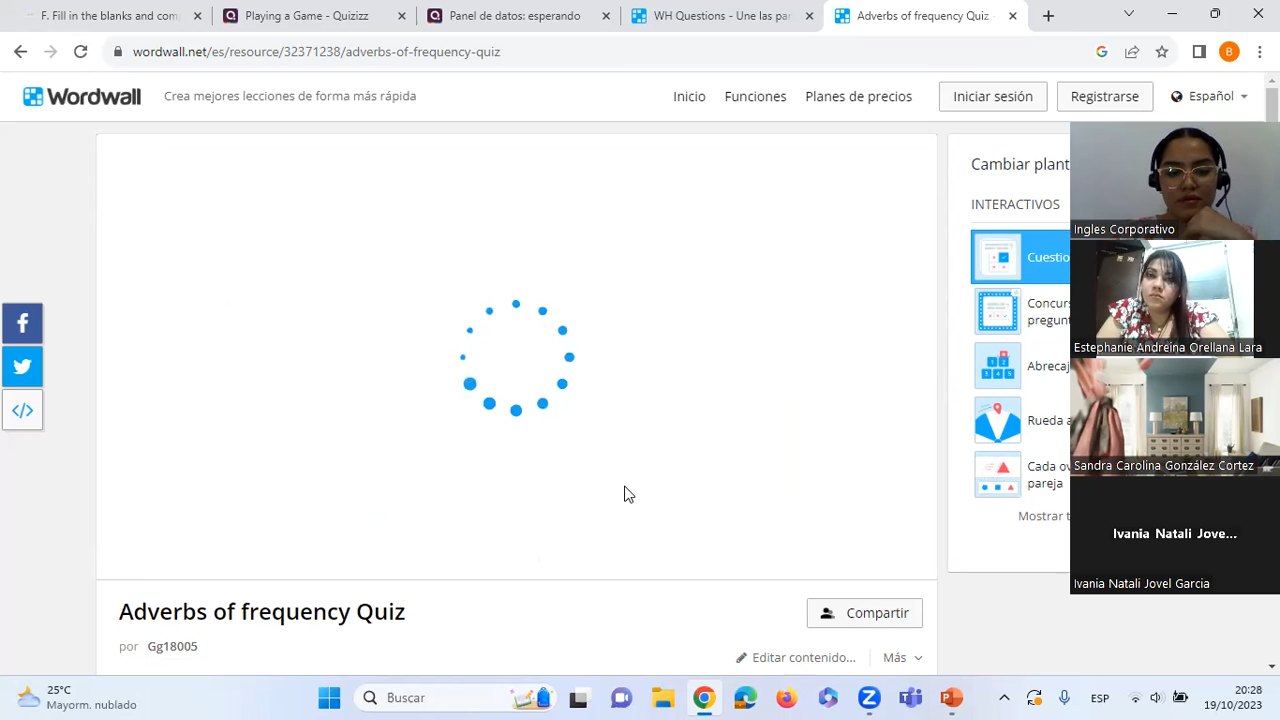 F. Fill in the blanks and com
Playing a Game - Quizizz
Panel de datos: esperando
WH Questions - Une las par
Adverbs of frequency Quiz -
wordwall.net/es/resource/32371238/adverbs-of-frequency-quiz
B
Wordwall
Crea mejores lecciones de forma más rápida
Inicio
Funciones
Planes de precios
Iniciar sesión
Registrarse
Español
Cambiar plant
INTERACTIVOS
Cuestio
Concurs
pregunt
Abrecaj
Rueda a
Cada ov
pareja
Mostrar t
Ingles Corporativo
Estephanie Andreina Orellana Lara
Sandra Carolina González Cortez
Ivania Natali Jove...
Ivania Natali Jovel Garcia
Adverbs of frequency Quiz
Compartir
por Gg18005
Editar contenido...
Más
25°C
Mayorm. nublado
Buscar
ESP
20:28
19/10/2023